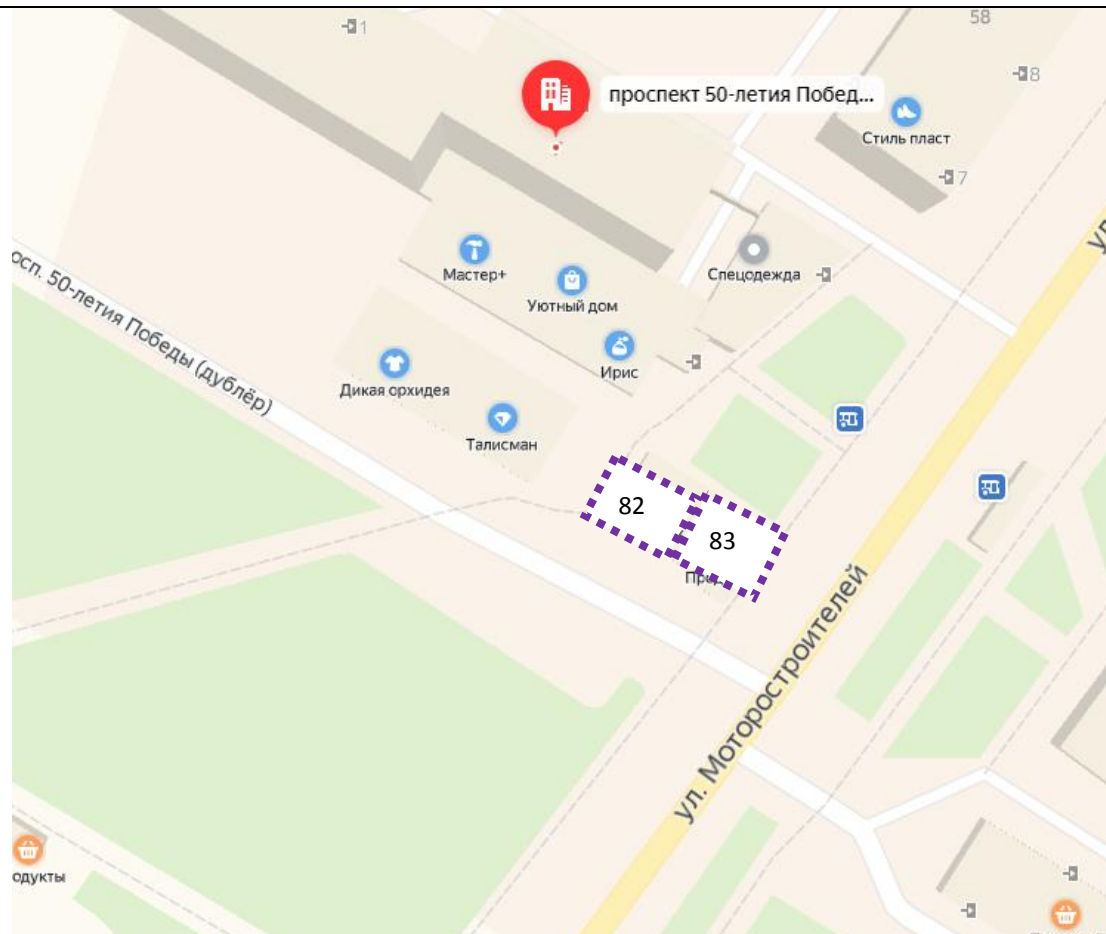 1
58
8
проспект 50-летия Побед...
Стиль пласт
7
ул
Мастер+
Спецодежда
Уютный дом
осп. 50-летия Победы (дублёр)
Ирис
Дикая орхидея
Талисман
82
83
ул. Моторостроителей
одукты